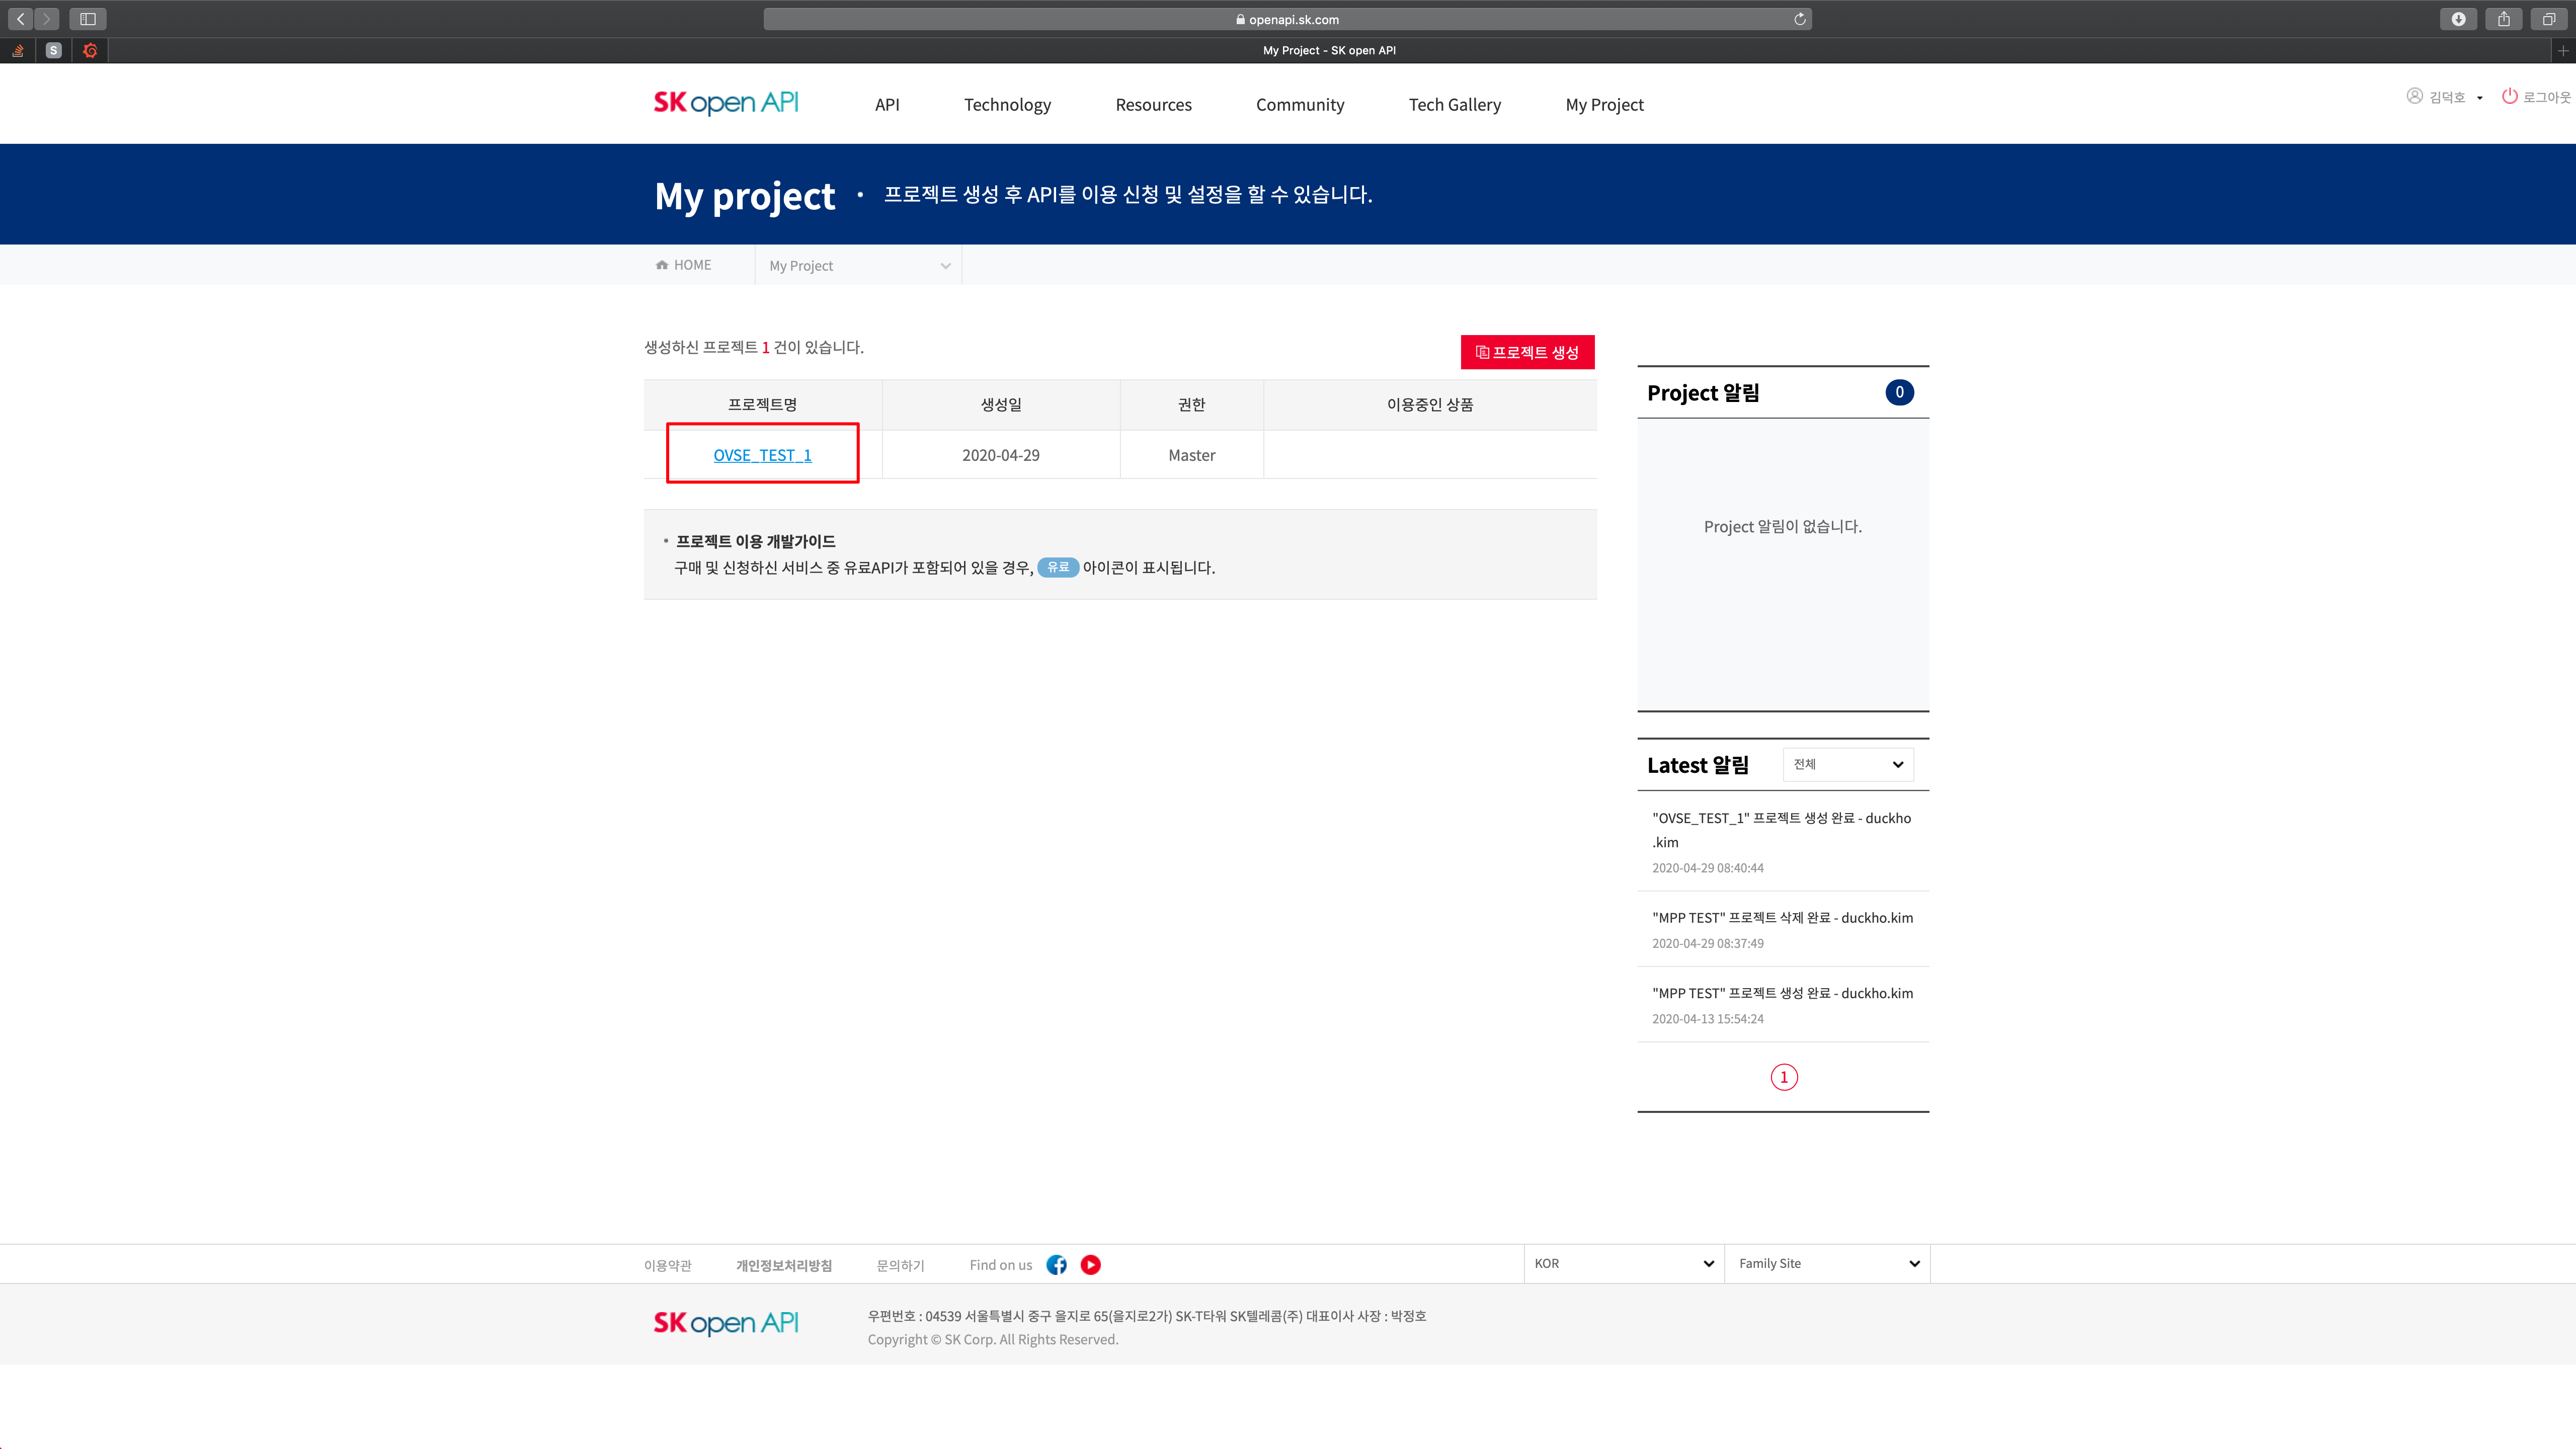 openapi.sk.com
S
My Project - SK open API
SK open API
API
Technology
Resources
Community
Tech Gallery
My Project
김덕호
로그아웃
My project
프로젝트 생성 후 API를 이용 신청 및 설정을 할 수 있습니다.
HOME
My Project
생성하신 프로젝트 1 건이 있습니다.
프로젝트 생성
프로젝트명 생성일 권한 이용중인 상품
OVSE_TEST_1 2020-04-29 Master
프로젝트 이용 개발가이드
구매 및 신청하신 서비스 중 유료API가 포함되어 있을 경우, 유료 아이콘이 표시됩니다.
Project 알림 0
Project 알림이 없습니다.
Latest 알림 전체
"OVSE_TEST_1" 프로젝트 생성 완료 - duckho
.kim
2020-04-29 08:40:44
"MPP TEST" 프로젝트 삭제 완료 - duckho.kim
2020-04-29 08:37:49
"MPP TEST" 프로젝트 생성 완료 - duckho.kim
2020-04-13 15:54:24
1
이용약관 개인정보처리방침 문의하기 Find on us KOR Family Site
SK open API
우편번호 : 04539 서울특별시 중구 을지로 65(을지로2가) SK-T타워 SK텔레콤(주) 대표이사 사장 : 박정호
Copyright © SK Corp. All Rights Reserved.